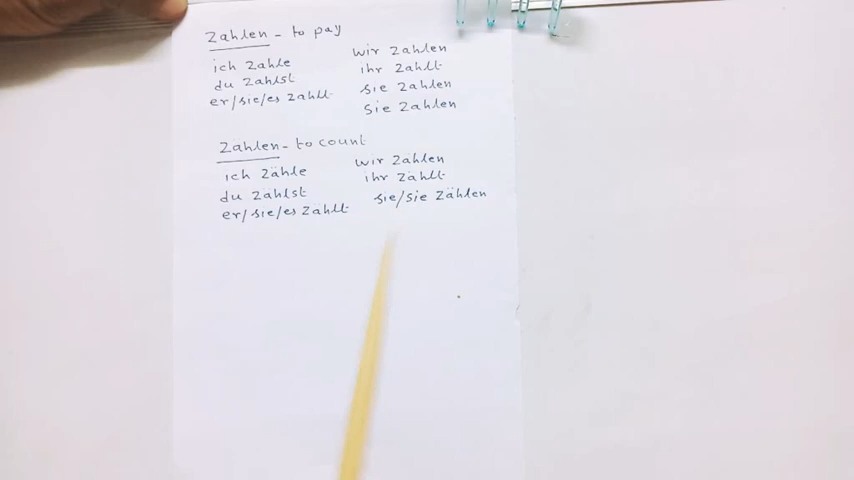 Zahlen - to pay
ich Zahle
du Zahlst
er/sie/es Zahlt
wir Zahlen
ihr Zahlt
sie Zahlen
sie Zahlen
Zahlen - to count
ich Zähle
du Zählst
er/sie/es Zählt
wir Zählen
ihr Zählt
sie/sie Zählen